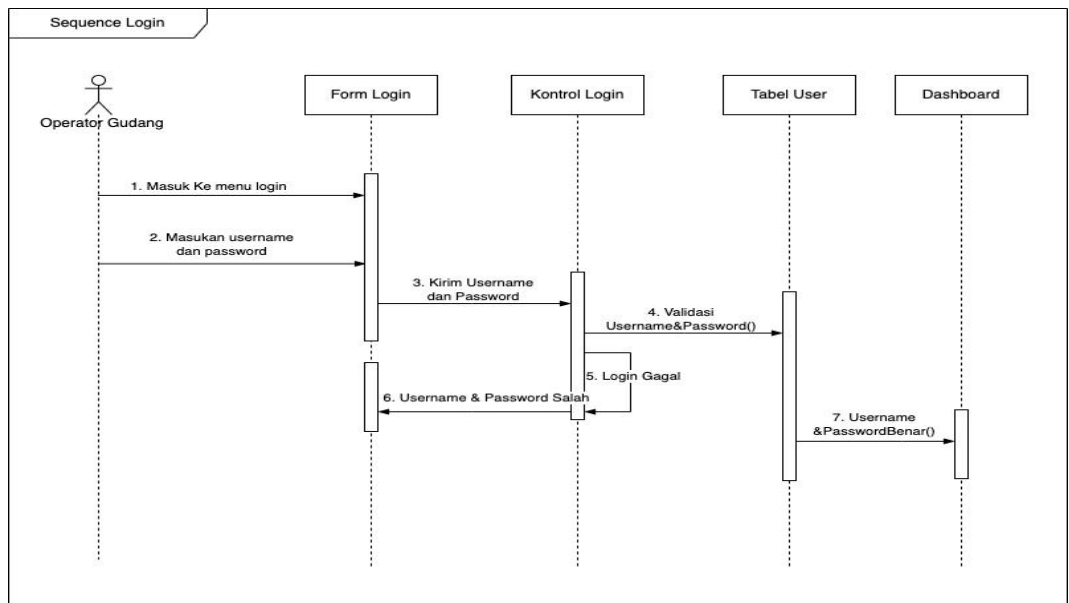 Sequence Login
Operator Gudang
Form Login
Kontrol Login
Tabel User
Dashboard
1. Masuk Ke menu login
2. Masukan username
dan password
3. Kirim Username
dan Password
4. Validasi
Username&Password()
5. Login Gagal
6. Username & Password Salah
7. Username
&PasswordBenar()